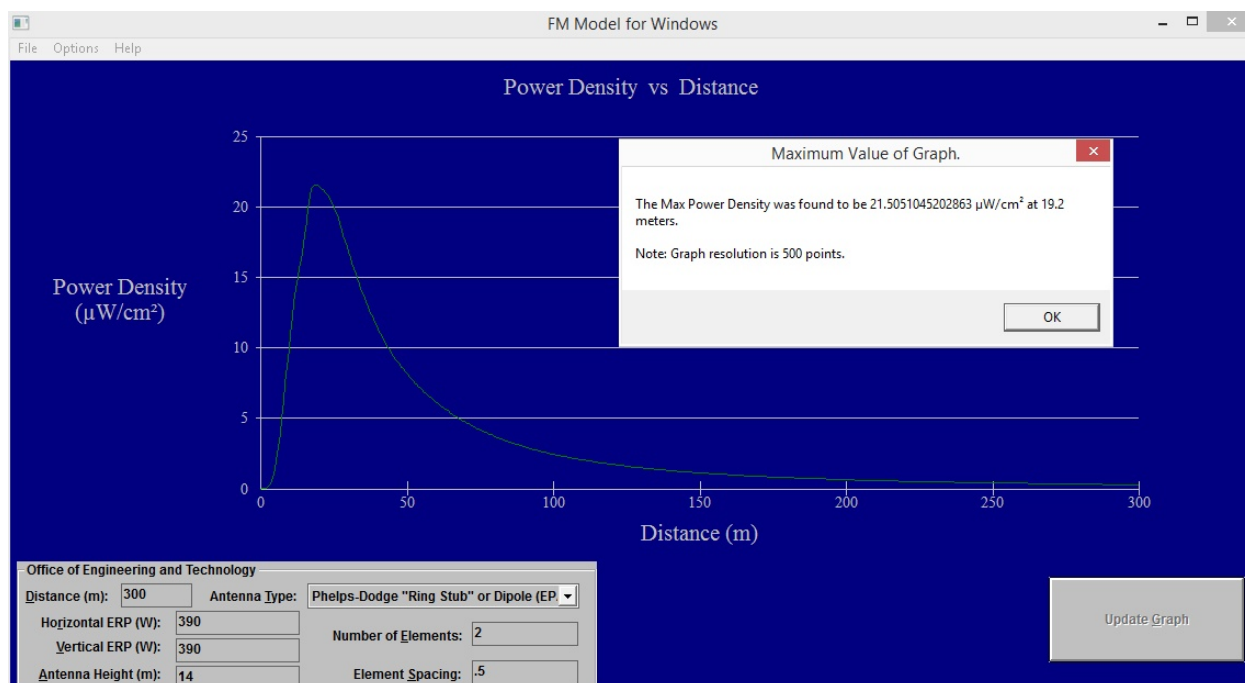 FM Model for Windows
File Options Help
Power Density vs Distance
25
20
15
10
5
0
Power Density
(µW/cm²)
0 50 100 150 200 250 300
Distance (m)
Maximum Value of Graph.
The Max Power Density was found to be 21.5051045202863 µW/cm² at 19.2
meters.
Note: Graph resolution is 500 points.
OK
Office of Engineering and Technology
Distance (m): 300 Antenna Type: Phelps-Dodge "Ring Stub" or Dipole (EP.
Horizontal ERP (W): 390
Vertical ERP (W): 390
Antenna Height (m): 14
Number of Elements: 2
Element Spacing: .5
Update Graph